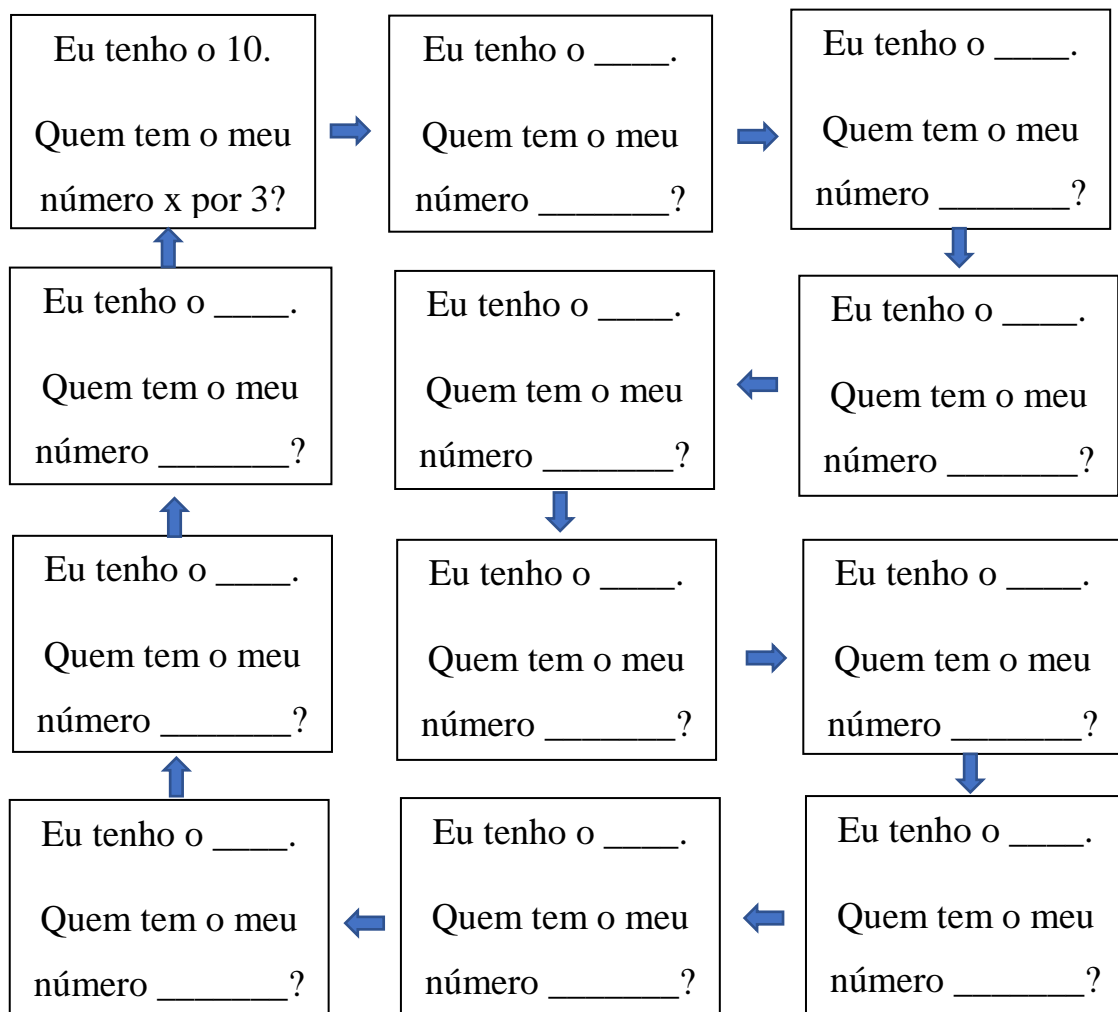 Eu tenho o 10.
Quem tem o meu
número x por 3?
Eu tenho o ____.
Quem tem o meu
número _______?
Eu tenho o ____.
Quem tem o meu
número _______?
Eu tenho o ____.
Quem tem o meu
número _______?
Eu tenho o ____.
Quem tem o meu
número _______?
Eu tenho o ____.
Quem tem o meu
número _______?
Eu tenho o ____.
Quem tem o meu
número _______?
Eu tenho o ____.
Quem tem o meu
número _______?
Eu tenho o ____.
Quem tem o meu
número _______?
Eu tenho o ____.
Quem tem o meu
número _______?
Eu tenho o ____.
Quem tem o meu
número _______?
Eu tenho o ____.
Quem tem o meu
número _______?